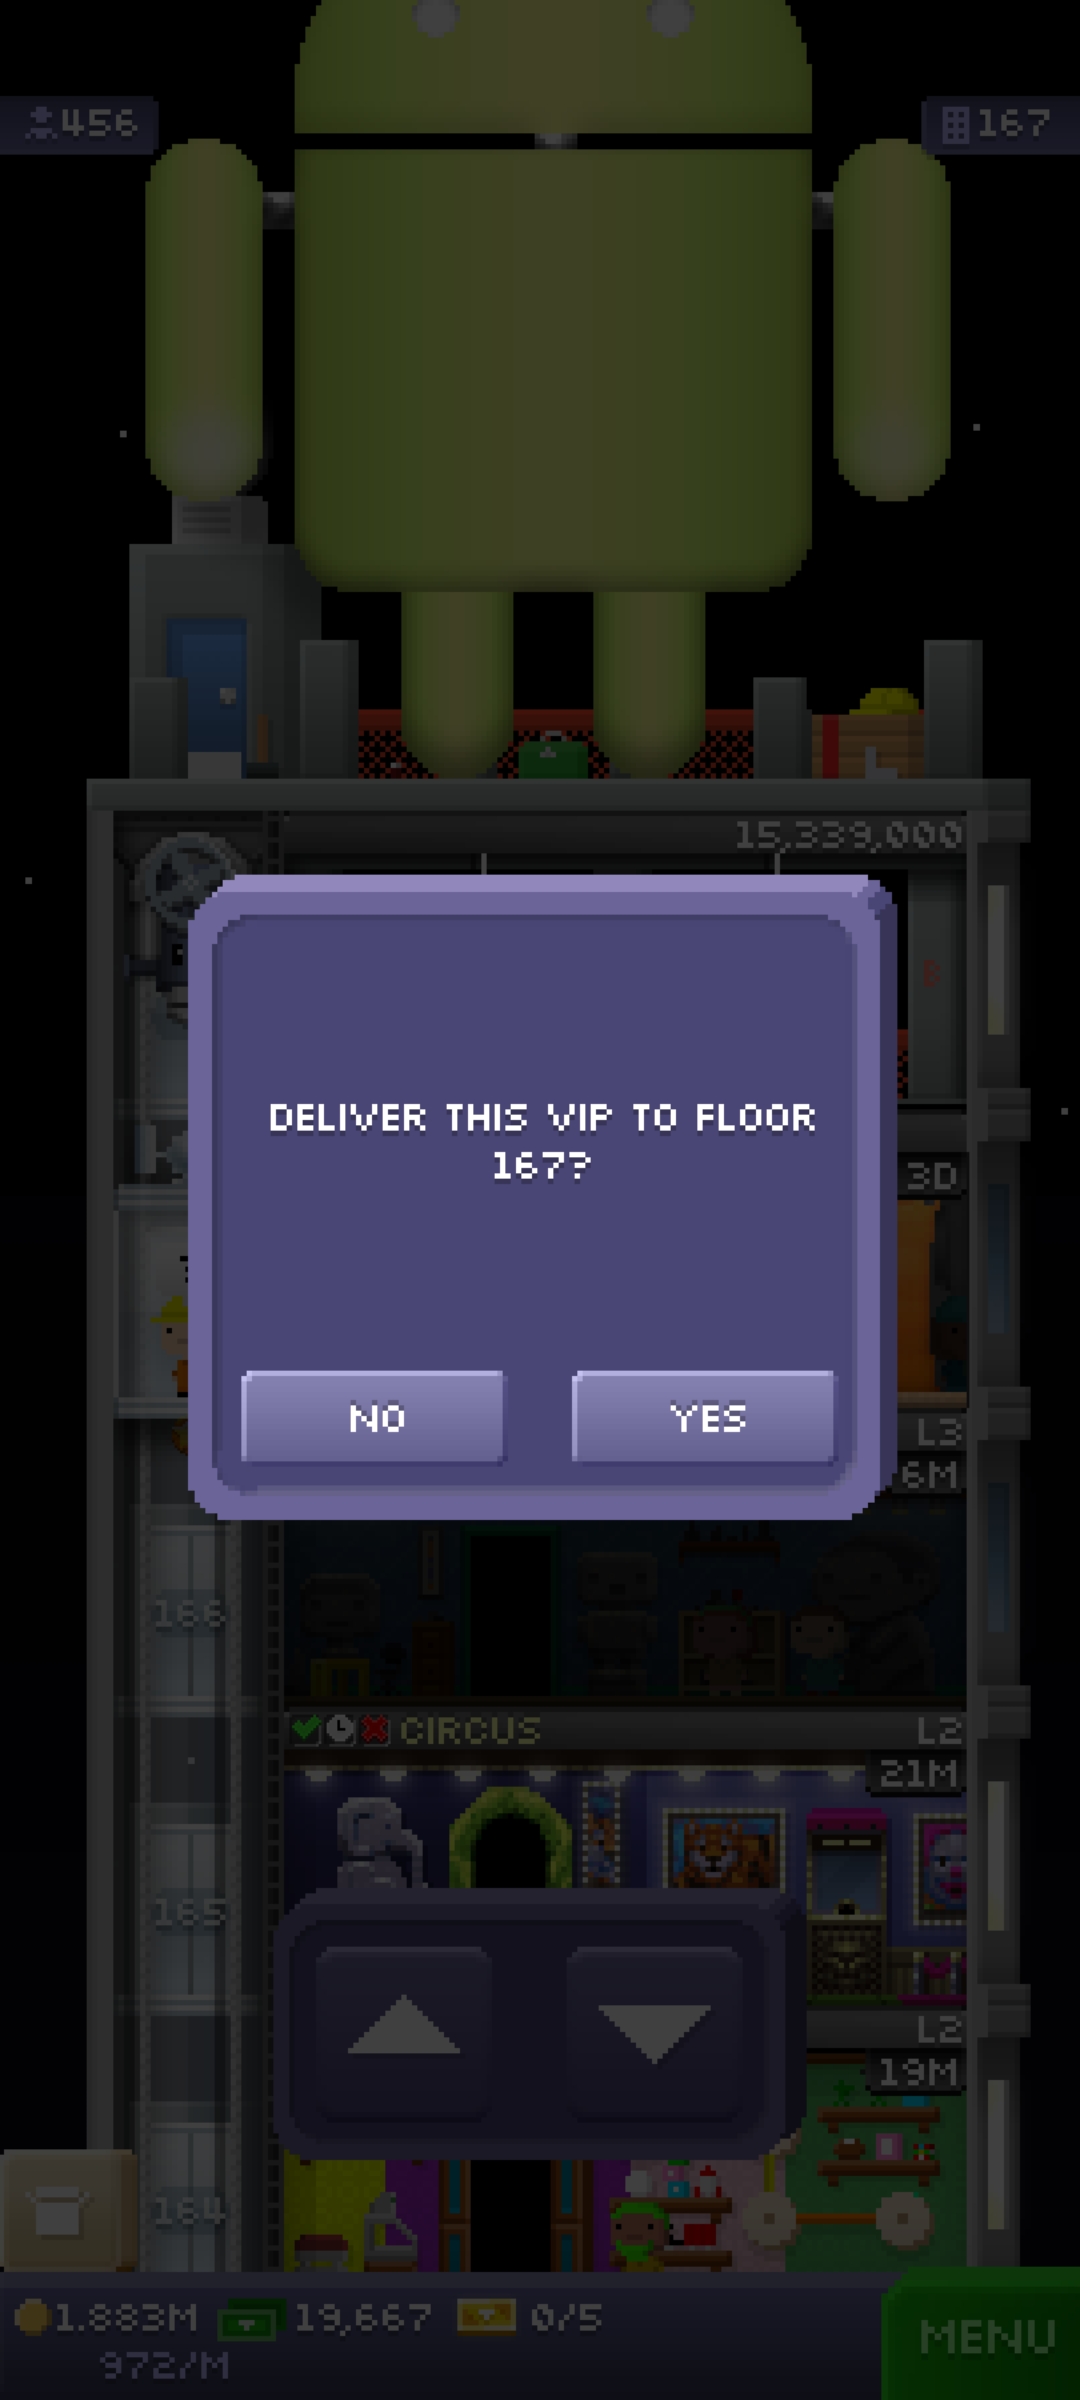 456
167
15,339,000
DELIVER THIS VIP TO FLOOR
167?
NO
YES
3D
L3
6M
166
CIRCUS
L2
21M
165
L2
19M
164
1.883M
19,667
0/5
972/M
MENU